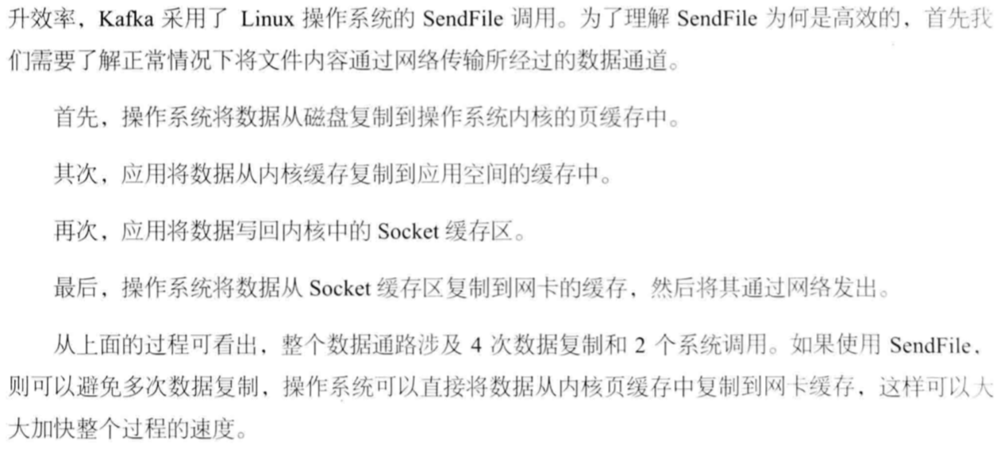 升效率，Kafka 采用了 Linux 操作系统的 SendFile 调用。为了理解 SendFile 为何是高效的，首先我
们需要了解正常情况下将文件内容通过网络传输所经过的数据通道。
首先，操作系统将数据从磁盘复制到操作系统内核的页缓存中。
其次，应用将数据从内核缓存复制到应用空间的缓存中。
再次，应用将数据写回内核中的 Socket 缓存区。
最后，操作系统将数据从 Socket 缓存区复制到网卡的缓存，然后将其通过网络发出。
从上面的过程可看出，整个数据通路涉及 4 次数据复制和 2 个系统调用。如果使用 SendFile，
则可以避免多次数据复制，操作系统可以直接将数据从内核页缓存中复制到网卡缓存，这样可以大
大加快整个过程的速度。